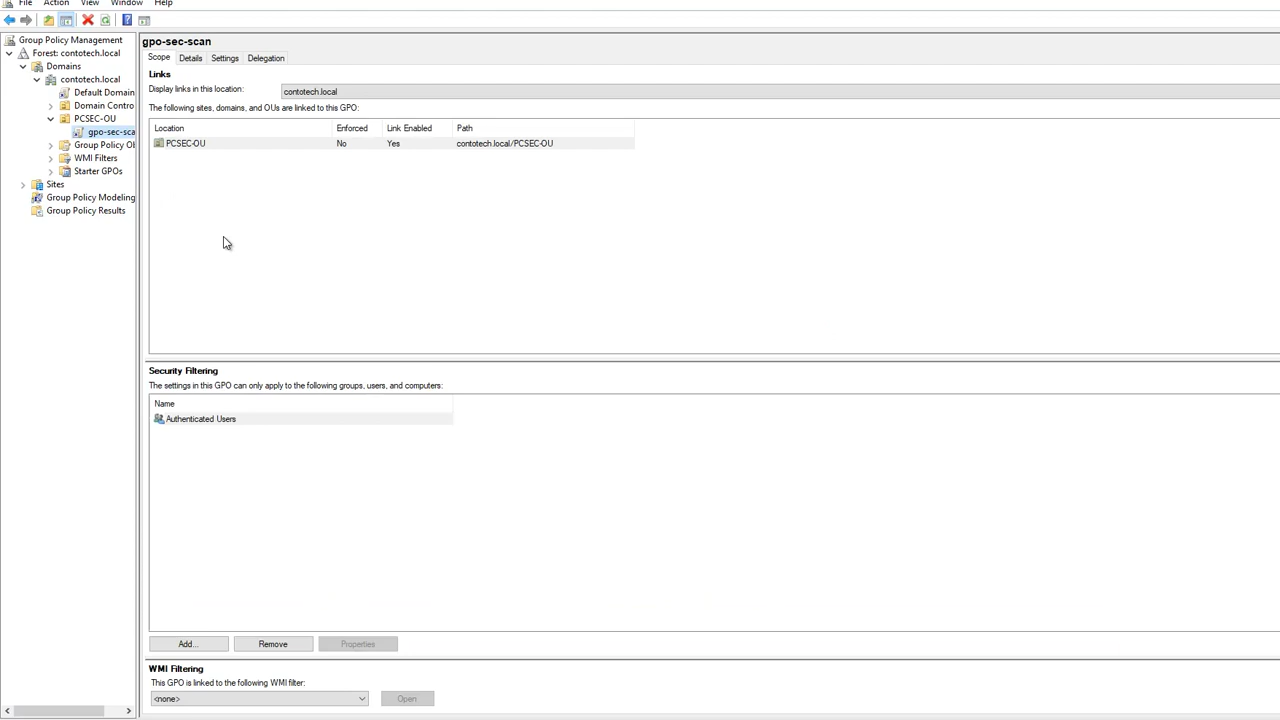 File Action View Window Help
Group Policy Management
Forest: contotech.local
Domains
contotech.local
Default Domain
Domain Contro
PCSEC-OU
gpo-sec-sca
Group Policy Ob
WMI Filters
Starter GPOs
Sites
Group Policy Modeling
Group Policy Results
gpo-sec-scan
Scope Details Settings Delegation
Links
Display links in this location: contotech.local
The following sites, domains, and OUs are linked to this GPO:
Location Enforced Link Enabled Path
PCSEC-OU No Yes contotech.local/PCSEC-OU
Security Filtering
The settings in this GPO can only apply to the following groups, users, and computers:
Name
Authenticated Users
Add... Remove Properties
WMI Filtering
This GPO is linked to the following WMI filter:
<none> Open